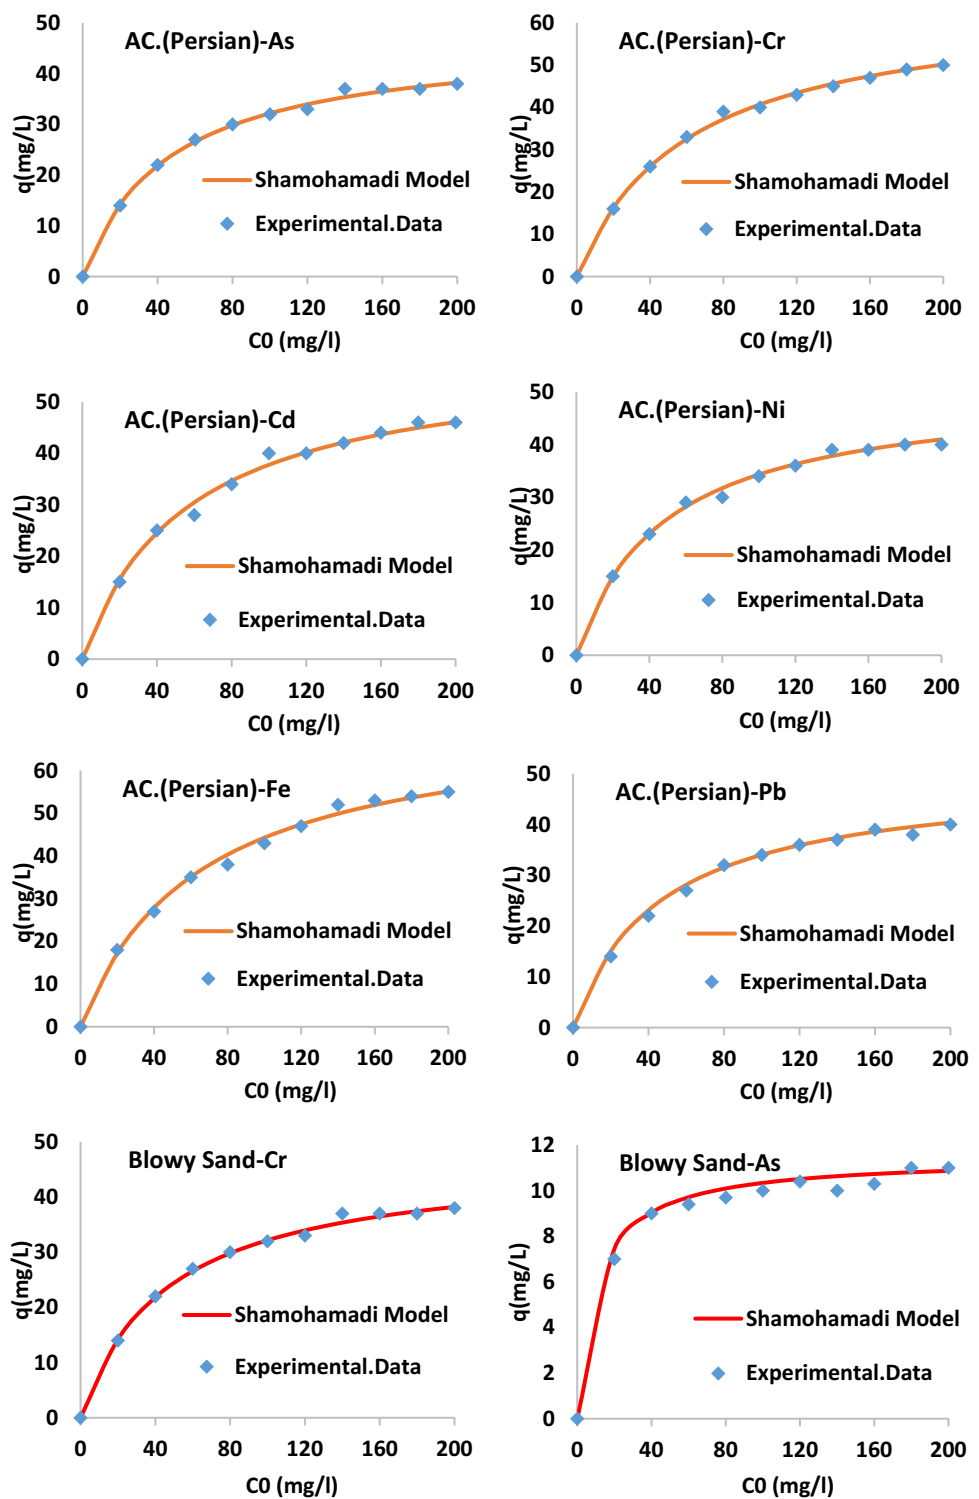 AC.(Persian)-As
q(mg/L)
50
40
30
20
10
0
Shamohamadi Model
Experimental.Data
0 40 80 120 160 200
C0 (mg/l)
AC.(Persian)-Cr
q(mg/L)
60
50
40
30
20
10
0
Shamohamadi Model
Experimental.Data
0 40 80 120 160 200
C0 (mg/l)
AC.(Persian)-Cd
q(mg/L)
50
40
30
20
10
0
Shamohamadi Model
Experimental.Data
0 40 80 120 160 200
C0 (mg/l)
AC.(Persian)-Ni
q(mg/L)
50
40
30
20
10
0
Shamohamadi Model
Experimental.Data
0 40 80 120 160 200
C0 (mg/l)
AC.(Persian)-Fe
q(mg/L)
60
50
40
30
20
10
0
Shamohamadi Model
Experimental.Data
0 40 80 120 160 200
C0 (mg/l)
AC.(Persian)-Pb
q(mg/L)
50
40
30
20
10
0
Shamohamadi Model
Experimental.Data
0 40 80 120 160 200
C0 (mg/l)
Blowy Sand-Cr
q(mg/L)
50
40
30
20
10
0
Shamohamadi Model
Experimental.Data
0 40 80 120 160 200
C0 (mg/l)
Blowy Sand-As
q(mg/L)
12
10
8
6
4
2
0
Shamohamadi Model
Experimental.Data
0 40 80 120 160 200
C0 (mg/l)